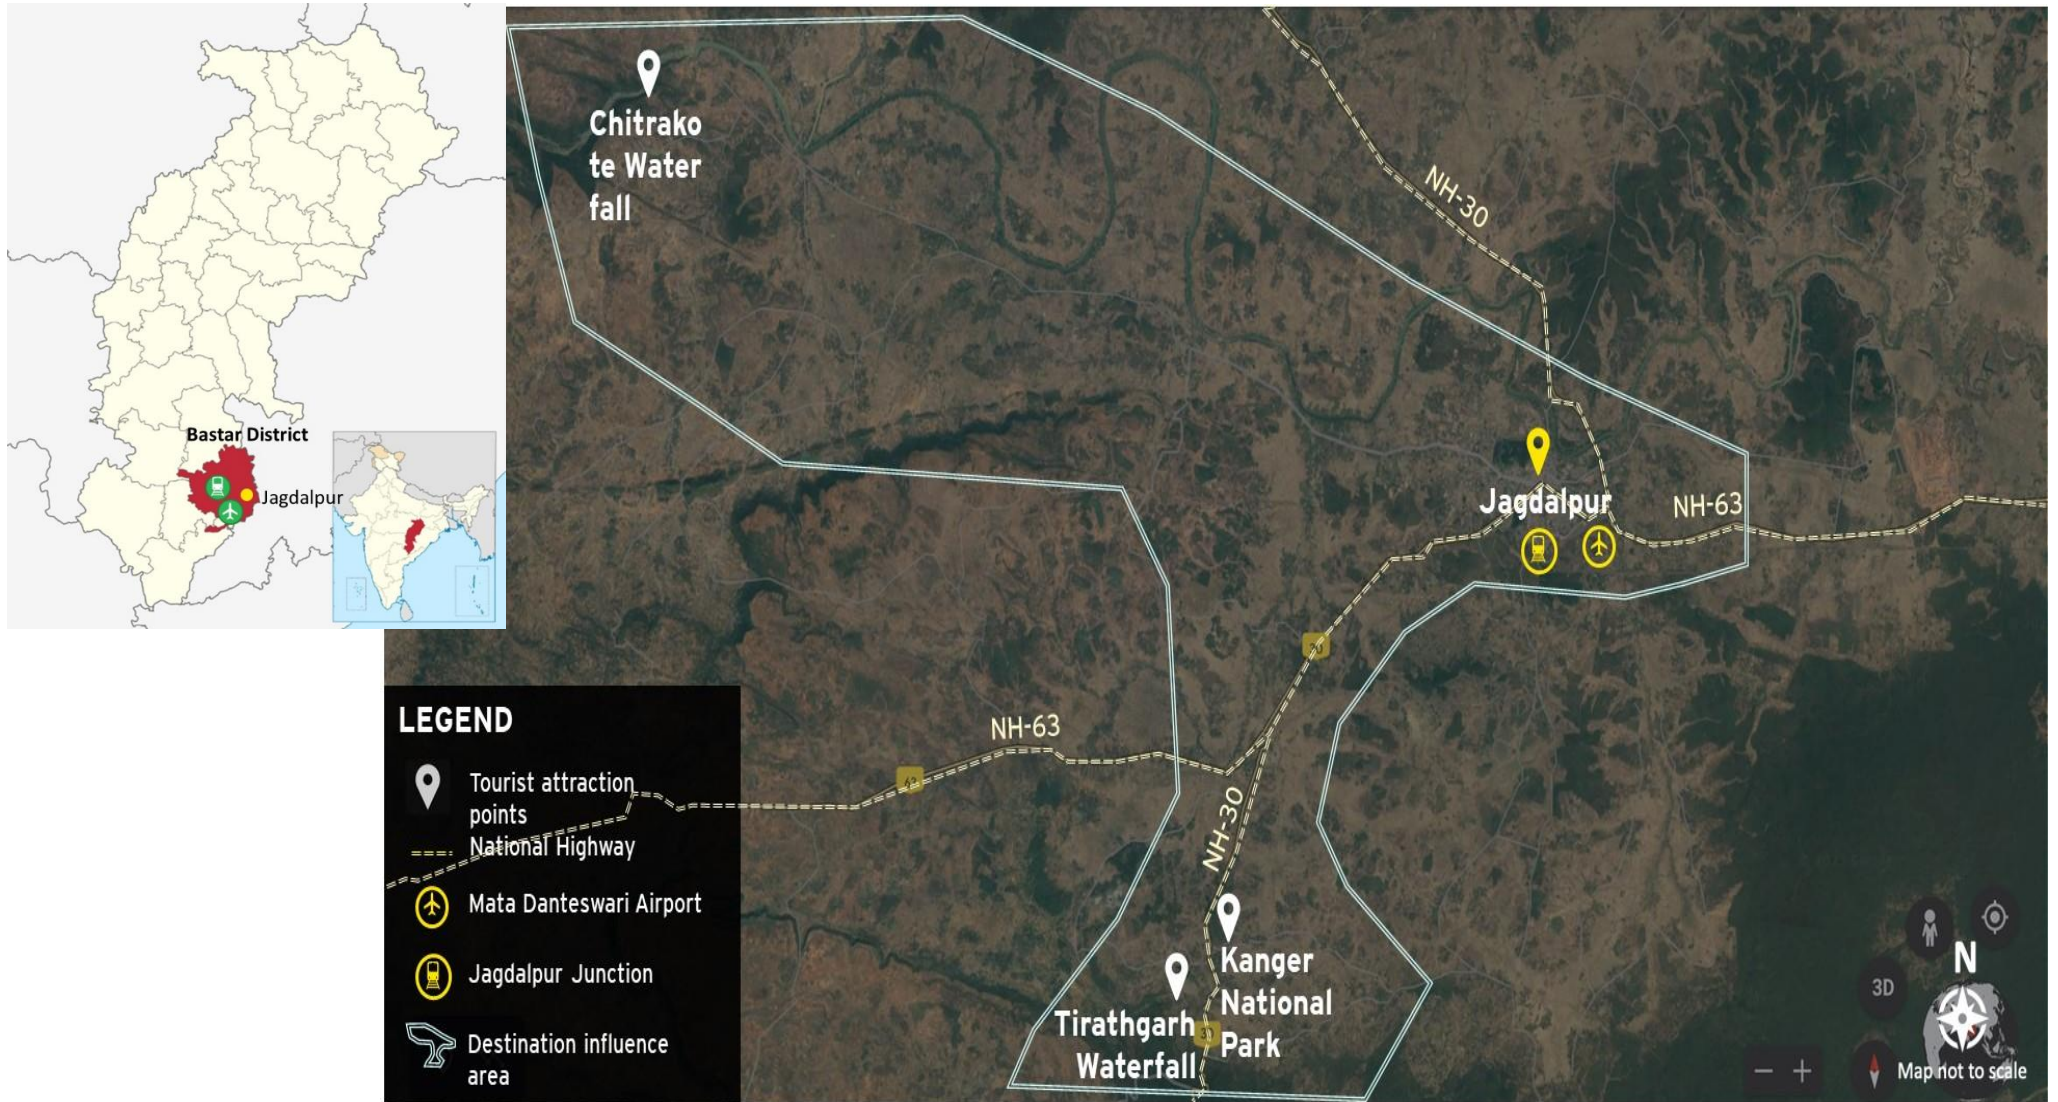 Bastar District
Jagdalpur
Chitrako
te Water
fall
NH-30
Jagdalpur
NH-63
NH-63
NH-30
Kanger
National
Park
Tirathgarh
Waterfall
LEGEND
Tourist attraction
points
National Highway
Mata Danteswari Airport
Jagdalpur Junction
Destination influence
area
63
30
3D
N
Map not to scale